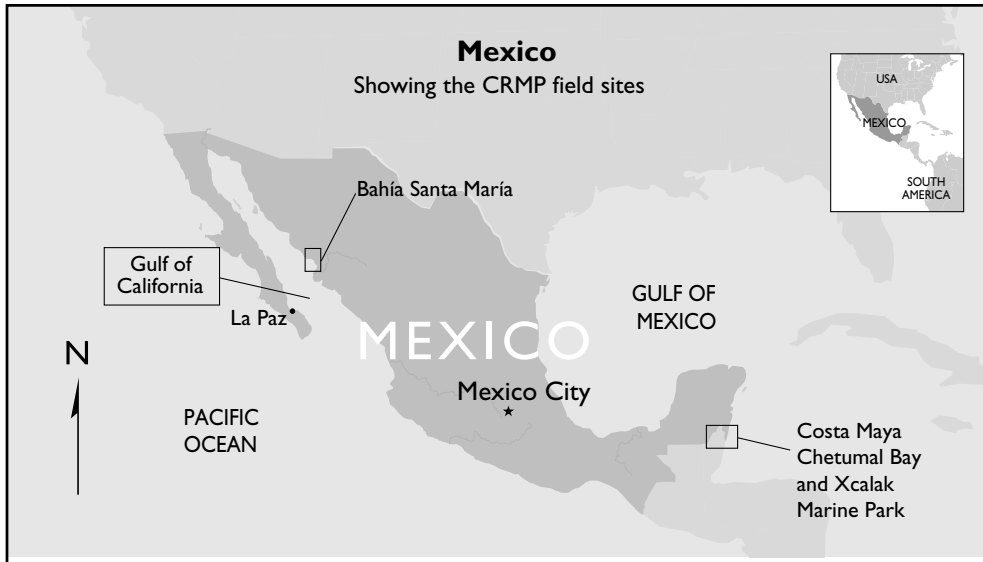 Mexico
Showing the CRMP field sites
USA
MEXICO
SOUTH
AMERICA
Bahía Santa María
Gulf of
California
La Paz
GULF OF
MEXICO
MEXICO
N
Mexico City
PACIFIC
OCEAN
Costa Maya
Chetumal Bay
and Xcalak
Marine Park